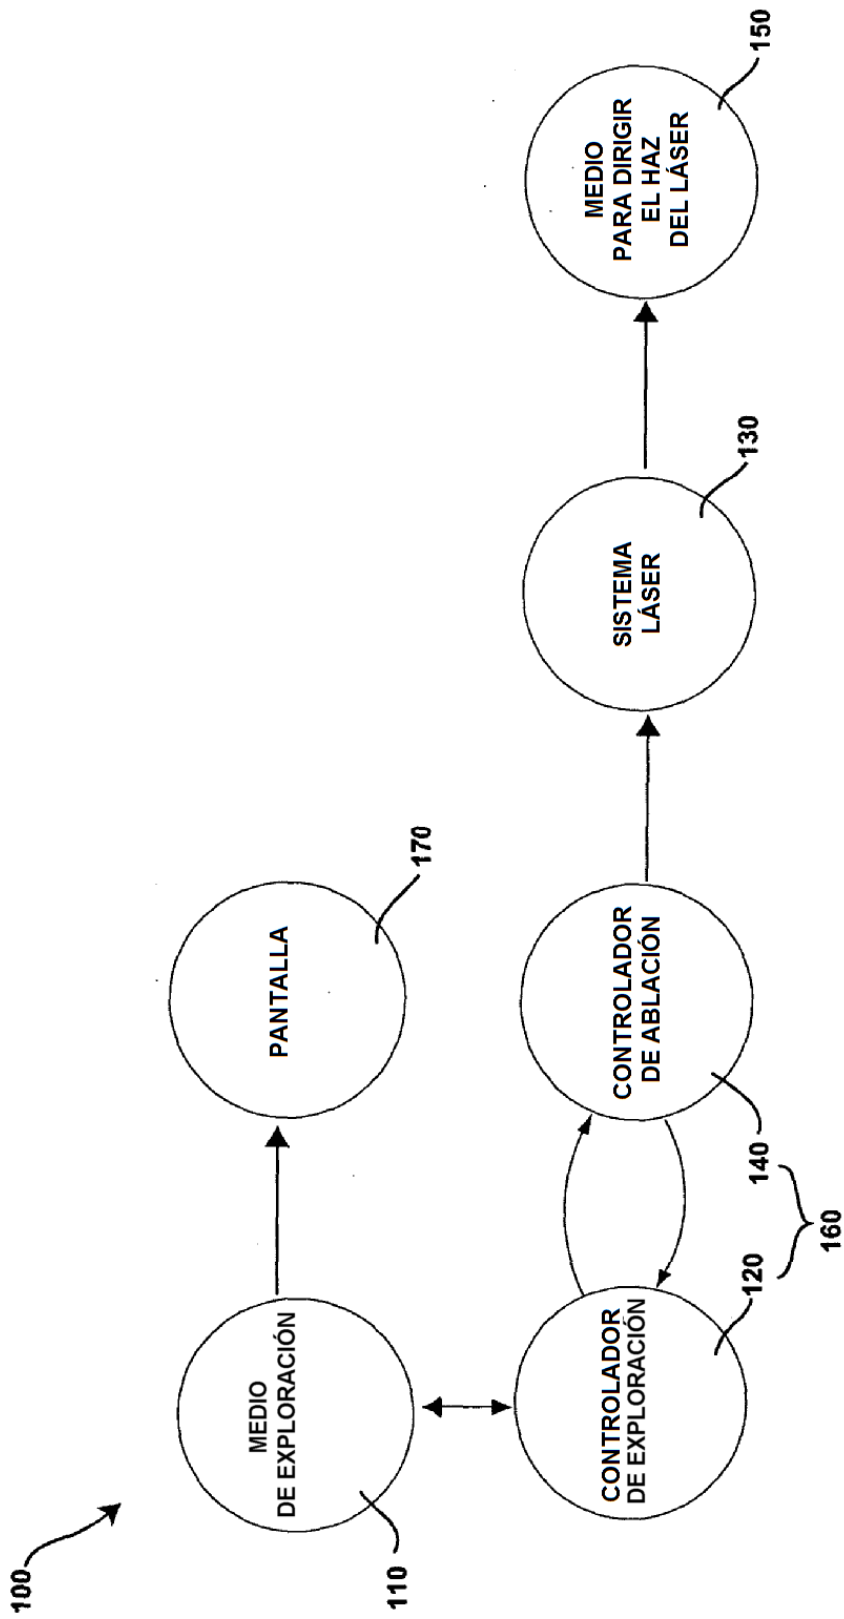 100
110
MEDIO
DE EXPLORACIÓN
PANTALLA
170
CONTROLADOR
DE EXPLORACIÓN
120
160
140
CONTROLADOR
DE ABLACIÓN
SISTEMA
LÁSER
130
MEDIO
PARA DIRIGIR
EL HAZ
DEL LÁSER
150